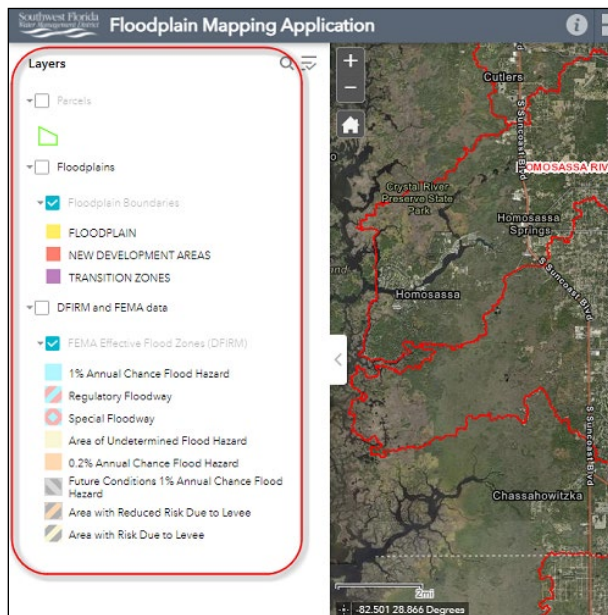 Southwest Florida
Water Management District
Floodplain Mapping Application
Layers
Parcels
Floodplains
Floodplain Boundaries
FLOODPLAIN
NEW DEVELOPMENT AREAS
TRANSITION ZONES
DFIRM and FEMA data
FEMA Effective Flood Zones (DFIRM)
1% Annual Chance Flood Hazard
Regulatory Floodway
Special Floodway
Area of Undetermined Flood Hazard
0.2% Annual Chance Flood Hazard
Future Conditions 1% Annual Chance Flood
Hazard
Area with Reduced Risk Due to Levee
Area with Risk Due to Levee
+
−
Cutlers
S Suncoast Blvd
HOMOSASSA RIV
Crystal River
Preserve State
Park
Homosassa
Springs
S Suncoast Blvd
Homosassa
S Suncoast Blvd
Chassahowitzka
2mi
-82.501 28.866 Degrees